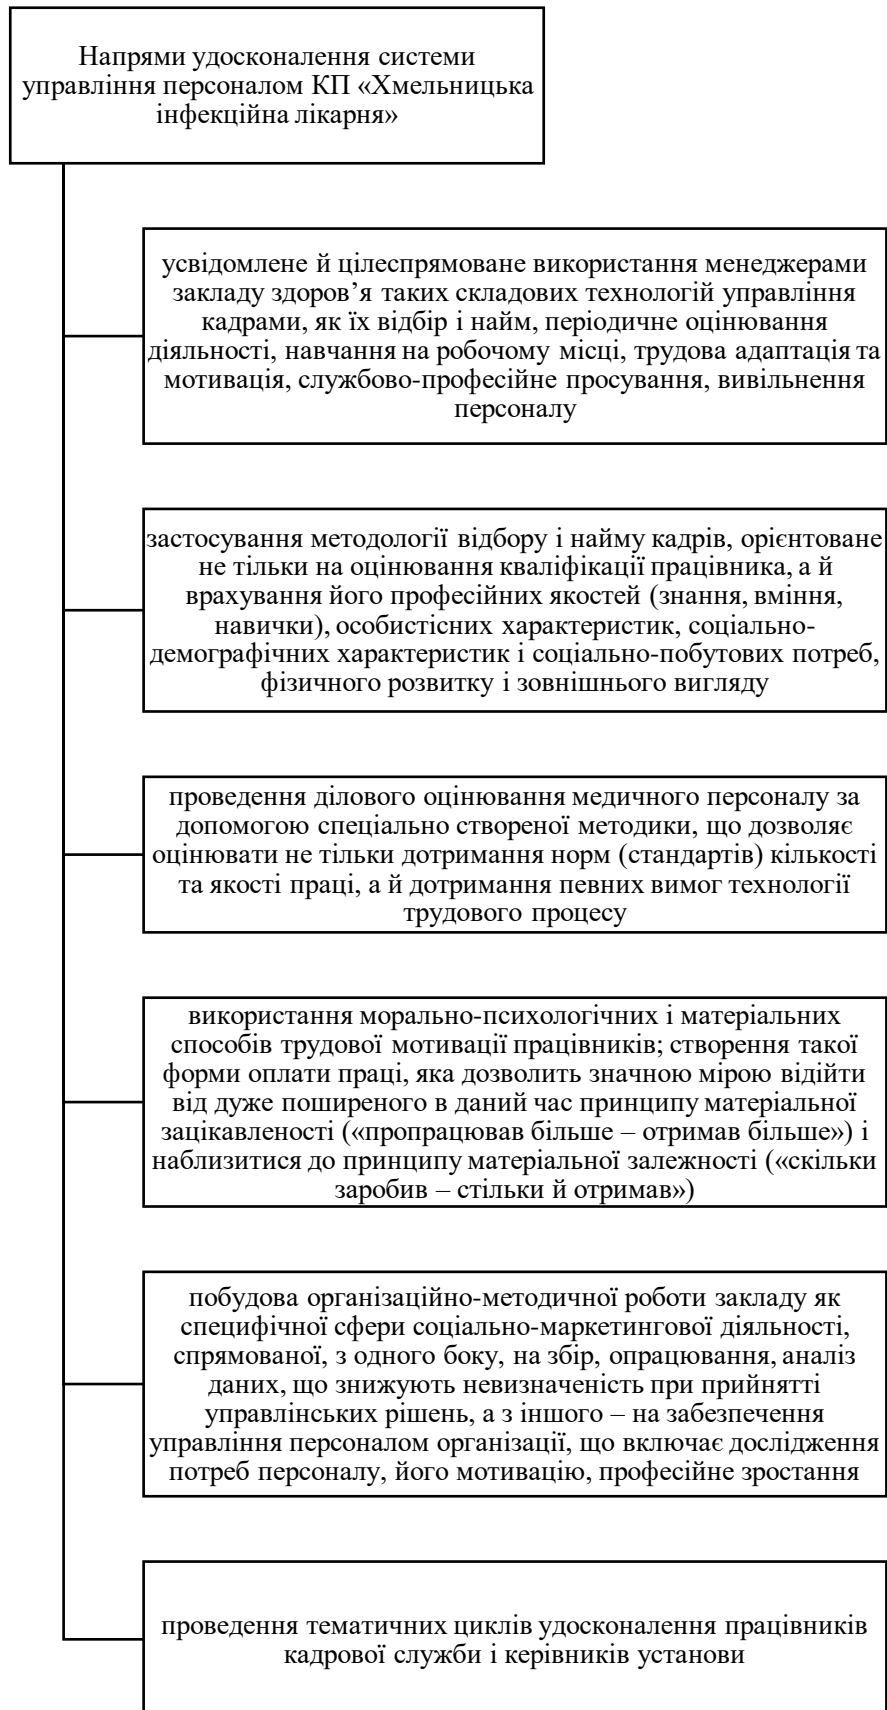 Напрями удосконалення системи
управління персоналом КП «Хмельницька
інфекційна лікарня»
усвідомлене й цілеспрямоване використання менеджерами
закладу здоров’я таких складових технологій управління
кадрами, як їх відбір і найм, періодичне оцінювання
діяльності, навчання на робочому місці, трудова адаптація та
мотивація, службово-професійне просування, вивільнення
персоналу
застосування методології відбору і найму кадрів, орієнтоване
не тільки на оцінювання кваліфікації працівника, а й
врахування його професійних якостей (знання, вміння,
навички), особистісних характеристик, соціально-
демографічних характеристик і соціально-побутових потреб,
фізичного розвитку і зовнішнього вигляду
проведення ділового оцінювання медичного персоналу за
допомогою спеціально створеної методики, що дозволяє
оцінювати не тільки дотримання норм (стандартів) кількості
та якості праці, а й дотримання певних вимог технології
трудового процесу
використання морально-психологічних і матеріальних
способів трудової мотивації працівників; створення такої
форми оплати праці, яка дозволить значною мірою відійти
від дуже поширеного в даний час принципу матеріальної
зацікавленості («пропрацював більше – отримав більше») і
наблизитися до принципу матеріальної залежності («скільки
заробив – стільки й отримав»)
побудова організаційно-методичної роботи закладу як
специфічної сфери соціально-маркетингової діяльності,
спрямованої, з одного боку, на збір, опрацювання, аналіз
даних, що знижують невизначеність при прийнятті
управлінських рішень, а з іншого – на забезпечення
управління персоналом організації, що включає дослідження
потреб персоналу, його мотивацію, професійне зростання
проведення тематичних циклів удосконалення працівників
кадрової служби і керівників установи